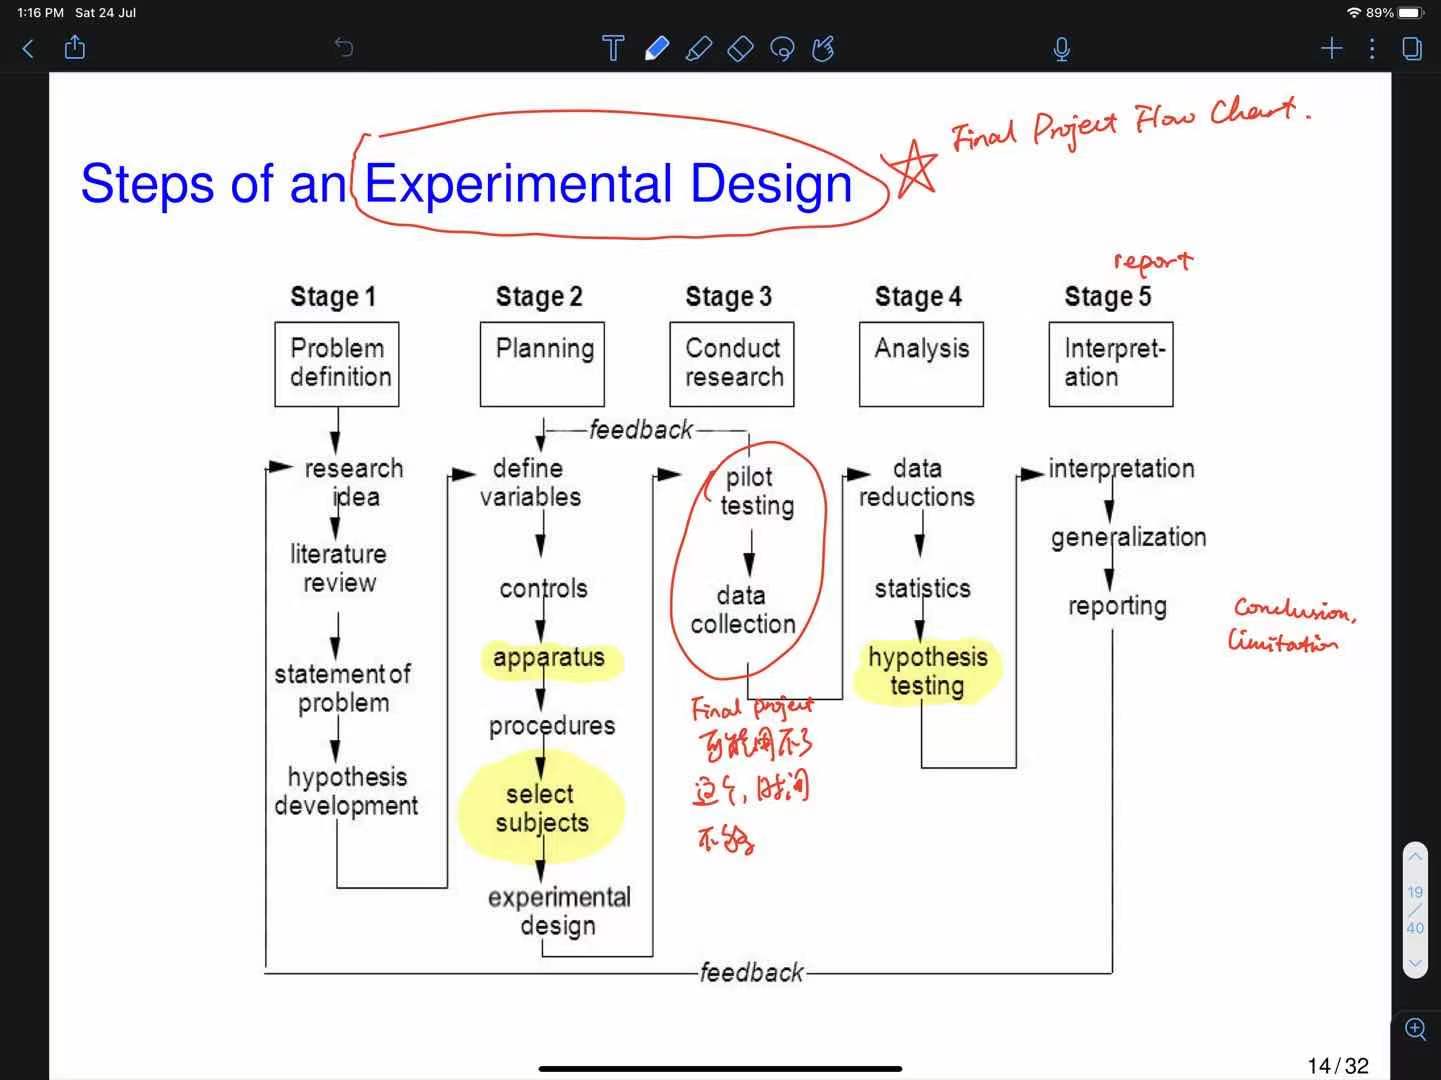 1:16 PM Sat 24 Jul
89%
Final Project Flow Chart.
Steps of an Experimental Design
report
Stage 1
Stage 2
Stage 3
Stage 4
Stage 5
Problem
definition
Planning
Conduct
research
Analysis
Interpret-
ation
feedback
research
idea
literature
review
statement of
problem
hypothesis
development
define
variables
controls
apparatus
procedures
select
subjects
experimental
design
pilot
testing
data
collection
Final project
可能用不了
这个,时间
不够
data
reductions
statistics
hypothesis
testing
interpretation
generalization
reporting
Conclusion,
Limitation
feedback
19
/
40
14/32